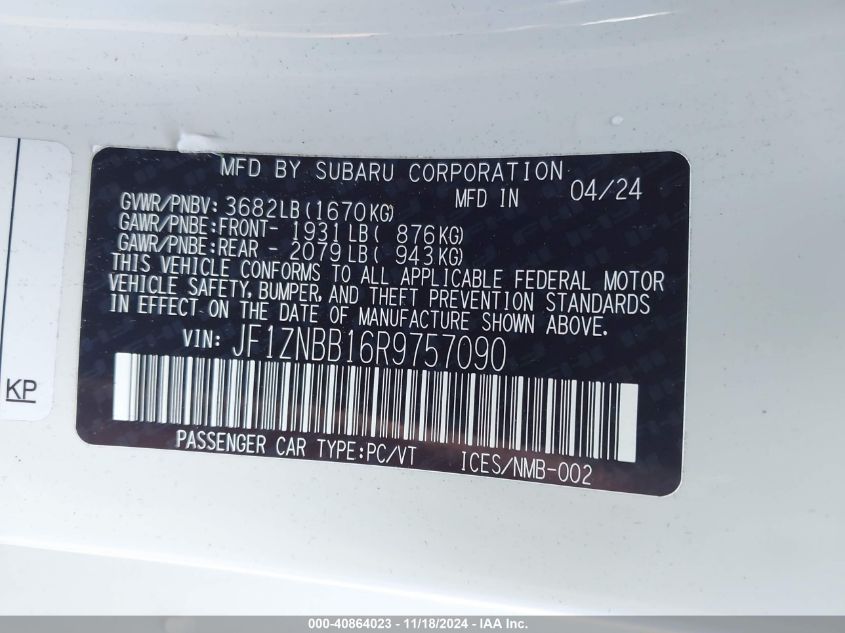 MFD BY SUBARU CORPORATION
MFD IN 04/24
GVWR/PNBV: 3682LB(1670KG)
GAWR/PNBE:FRONT- 1931LB( 876KG)
GAWR/PNBE:REAR - 2079LB( 943KG)
THIS VEHICLE CONFORMS TO ALL APPLICABLE FEDERAL MOTOR
VEHICLE SAFETY, BUMPER, AND THEFT PREVENTION STANDARDS
IN EFFECT ON THE DATE OF MANUFACTURE SHOWN ABOVE.
VIN: JF1ZNBB16R9757090
PASSENGER CAR TYPE:PC/VT ICES/NMB-002
KP
000-40864023 - 11/18/2024 - IAA Inc.